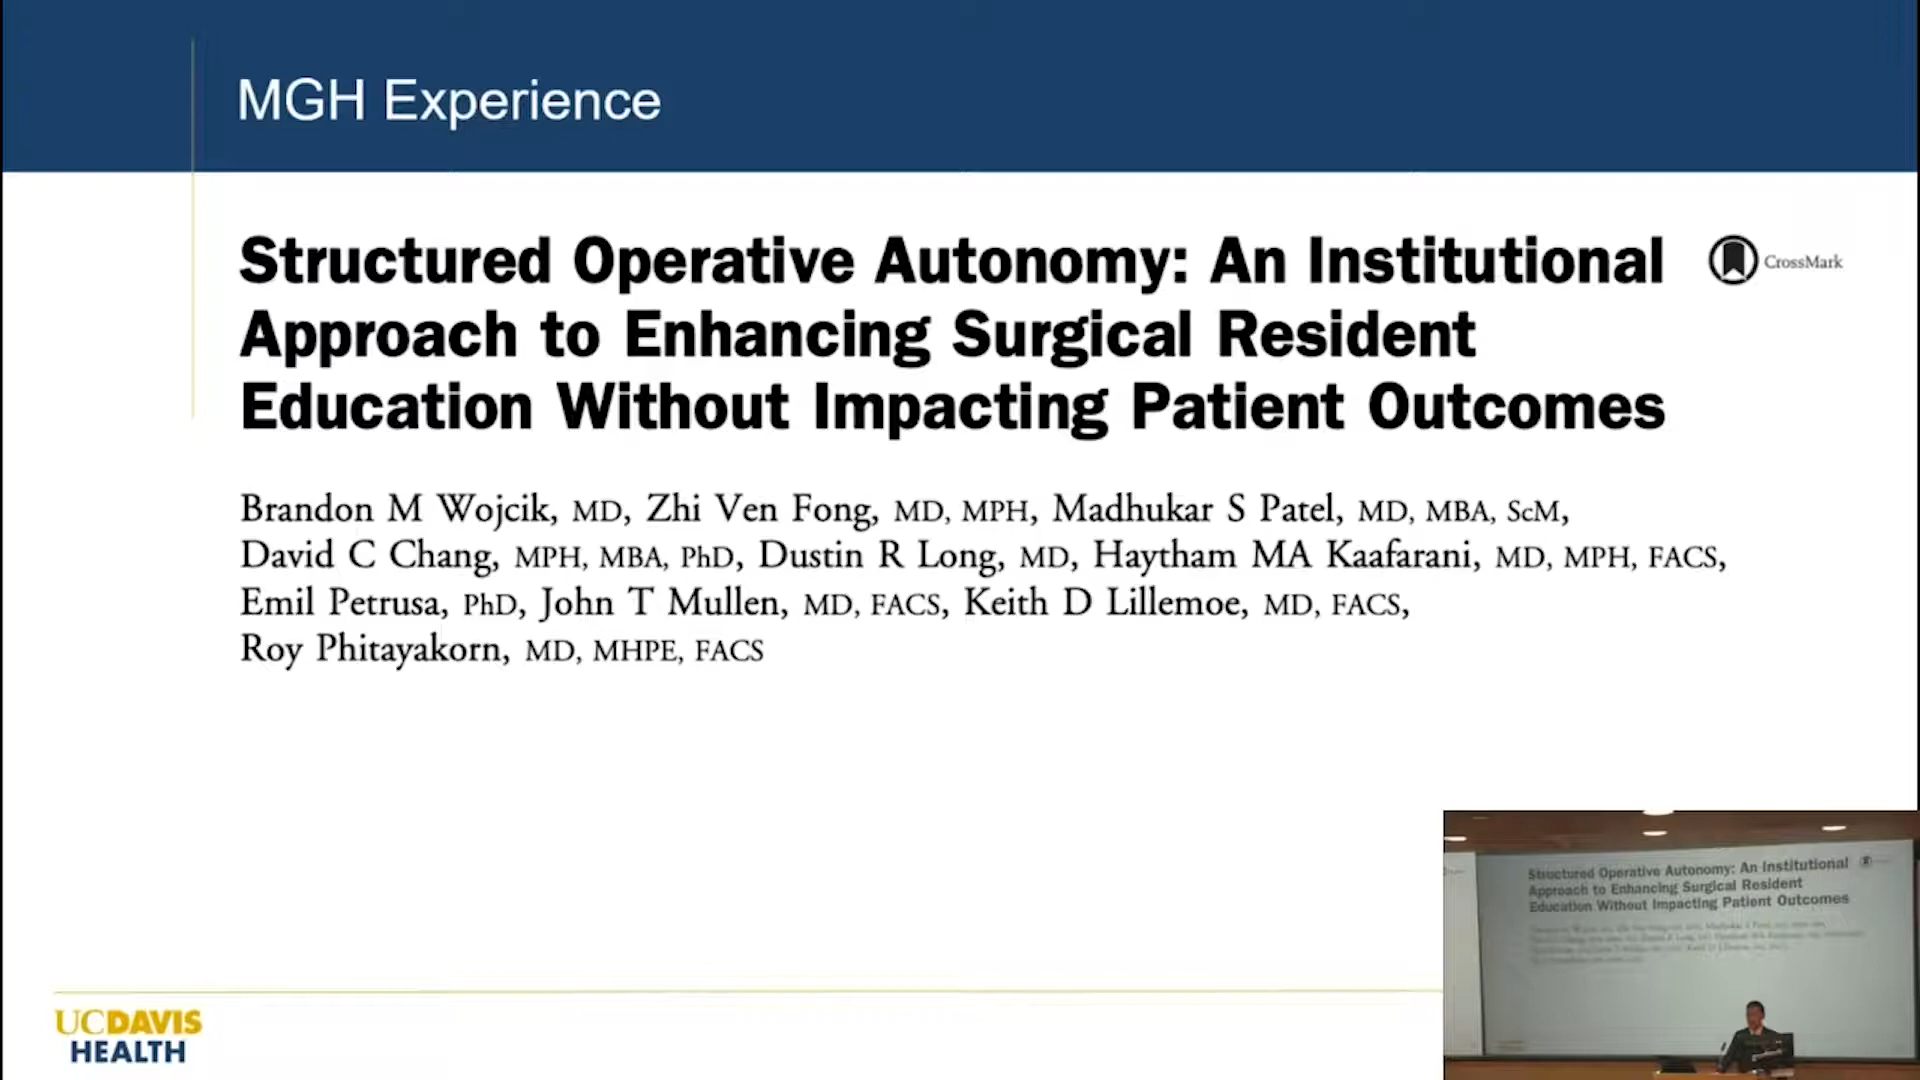 MGH Experience
Structured Operative Autonomy: An Institutional
Approach to Enhancing Surgical Resident
Education Without Impacting Patient Outcomes
CrossMark
Brandon M Wojcik, MD, Zhi Ven Fong, MD, MPH, Madhukar S Patel, MD, MBA, ScM,
David C Chang, MPH, MBA, PhD, Dustin R Long, MD, Haytham MA Kaafarani, MD, MPH, FACS,
Emil Petrusa, PhD, John T Mullen, MD, FACS, Keith D Lillemoe, MD, FACS,
Roy Phitayakorn, MD, MHPE, FACS
UCDAVIS
HEALTH
Structured Operative Autonomy: An Institutional
Approach to Enhancing Surgical Resident
Education Without Impacting Patient Outcomes